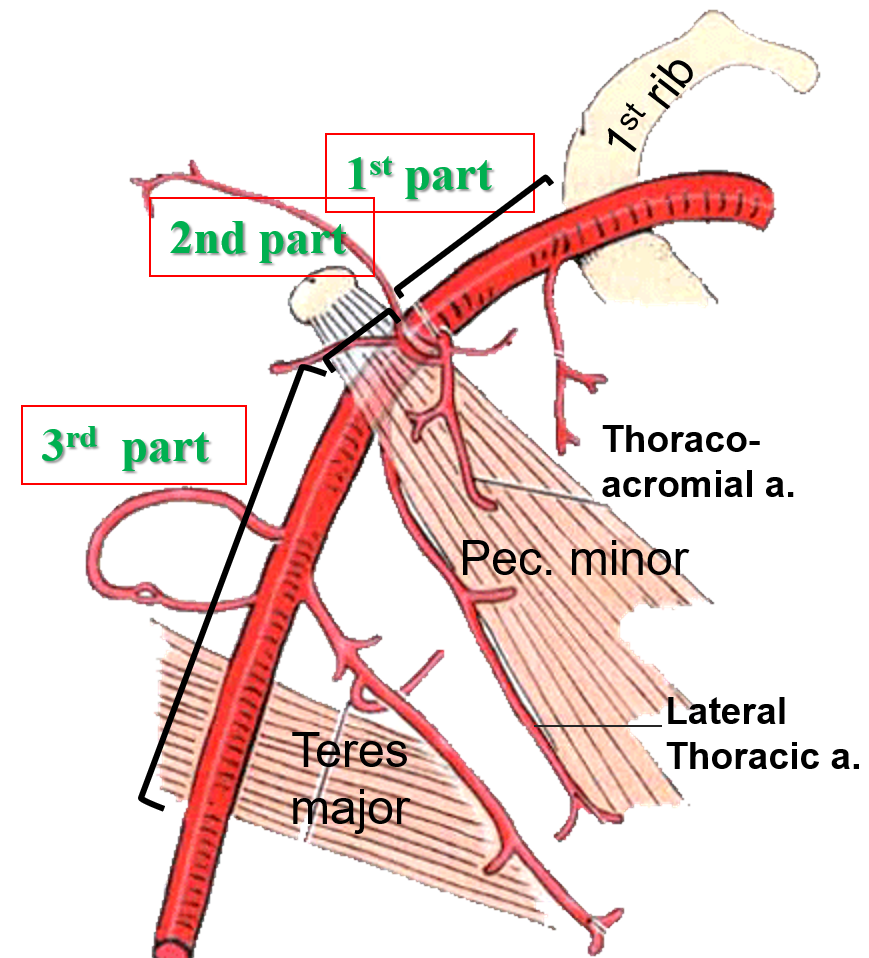 1st rib
1st part
2nd part
3rd part
Thoraco-
acromial a.
Pec. minor
Lateral
Thoracic a.
Teres
major